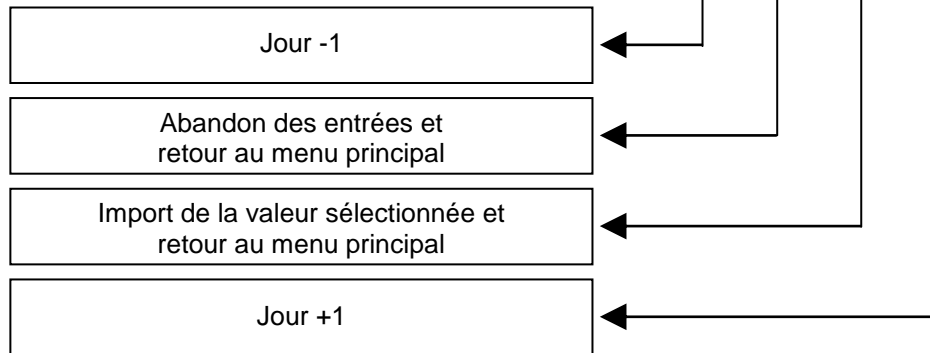 Jour -1
Abandon des entrées et
retour au menu principal
Import de la valeur sélectionnée et
retour au menu principal
Jour +1